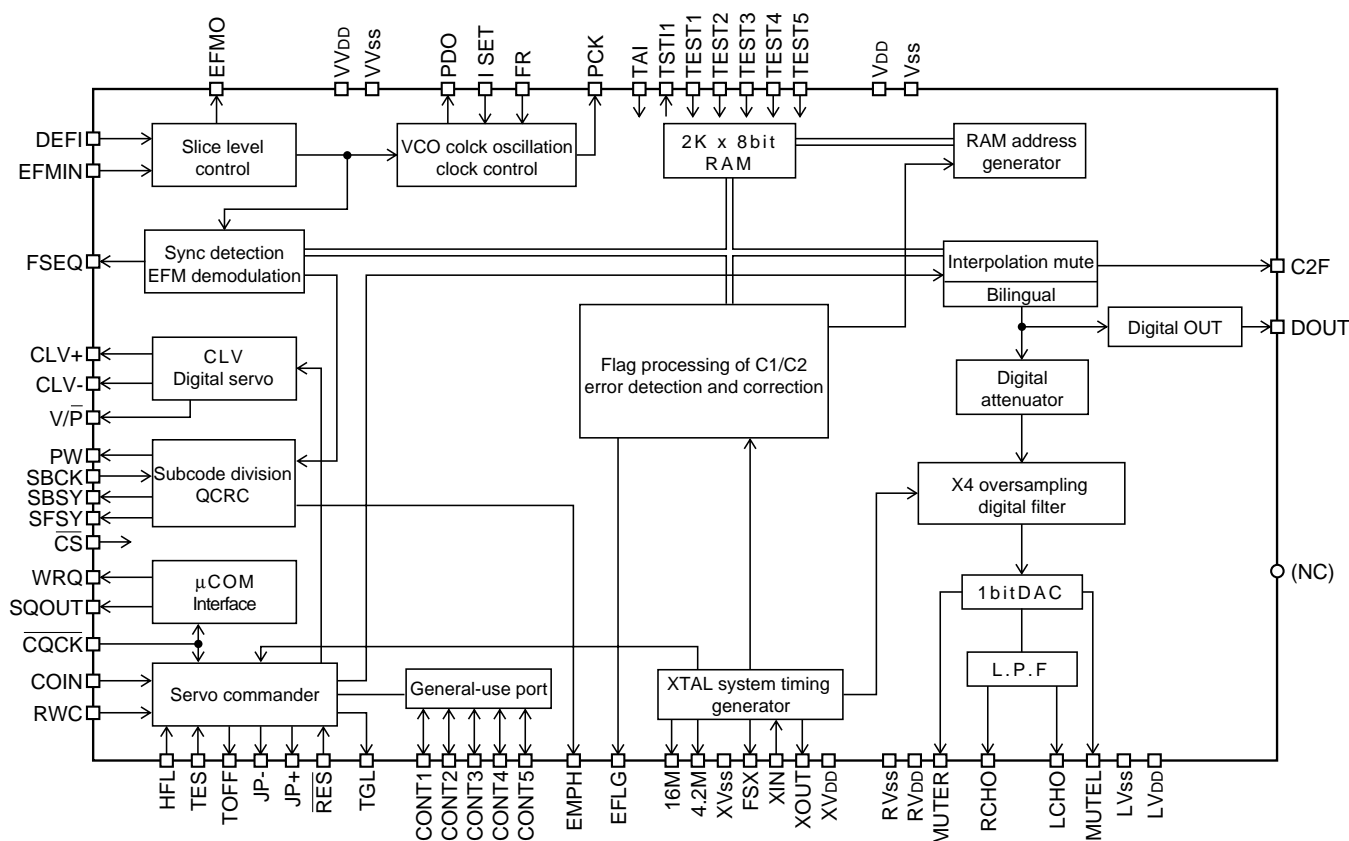 EFMO
VVDD
VVss
PDO
I SET
FR
PCK
TAI
TSTI1
TEST1
TEST2
TEST3
TEST4
TEST5
VDD
Vss
DEFI
EFMIN
Slice level
control
VCO colck oscillation
clock control
2K x 8bit
RAM
RAM address
generator
FSEQ
Sync detection
EFM demodulation
Interpolation mute
Bilingual
C2F
Digital OUT
DOUT
CLV+
CLV-
V/P̅
CLV
Digital servo
Flag processing of C1/C2
error detection and correction
Digital
attenuator
PW
SBCK
SBSY
SFSY
C̅S̅
Subcode division
QCRC
X4 oversampling
digital filter
WRQ
SQOUT
C̅Q̅C̅K̅
µCOM
Interface
1bitDAC
(NC)
COIN
RWC
Servo commander
General-use port
XTAL system timing
generator
L.P.F
HFL
TES
TOFF
JP-
JP+
R̅E̅S̅
TGL
CONT1
CONT2
CONT3
CONT4
CONT5
EMPH
EFLG
16M
4.2M
XVss
FSX
XIN
XOUT
XVDD
RVss
RVDD
MUTER
RCHO
LCHO
MUTEL
LVss
LVDD